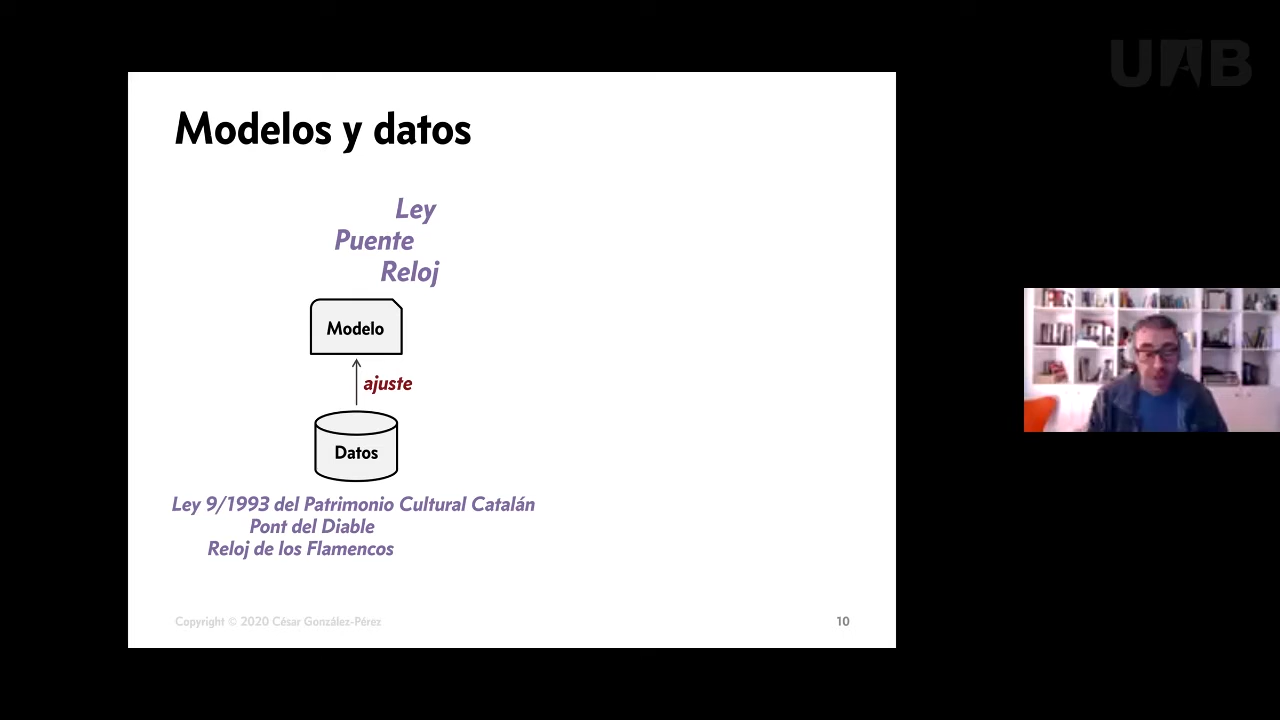 UAB
Modelos y datos
Ley
Puente
Reloj
Modelo
ajuste
Datos
Ley 9/1993 del Patrimonio Cultural Catalán
Pont del Diable
Reloj de los Flamencos
Copyright © 2020 César González-Pérez
10